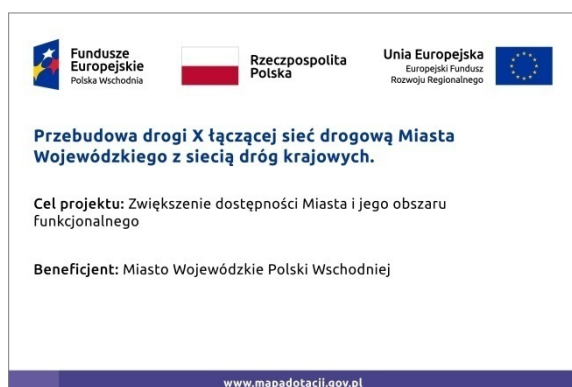 Fundusze
Europejskie
Polska Wschodnia
Rzeczpospolita
Polska
Unia Europejska
Europejski Fundusz
Rozwoju Regionalnego
Przebudowa drogi X łączącej sieć drogową Miasta
Wojewódzkiego z siecią dróg krajowych.
Cel projektu: Zwiększenie dostępności Miasta i jego obszaru
funkcjonalnego
Beneficjent: Miasto Wojewódzkie Polski Wschodniej
www.mapadotacji.gov.pl